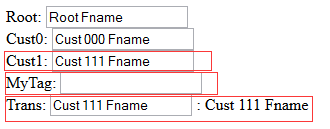 Root: Root Fname
Cust0: Cust 000 Fname
Cust1: Cust 111 Fname
MyTag:
Trans: Cust 111 Fname : Cust 111 Fname